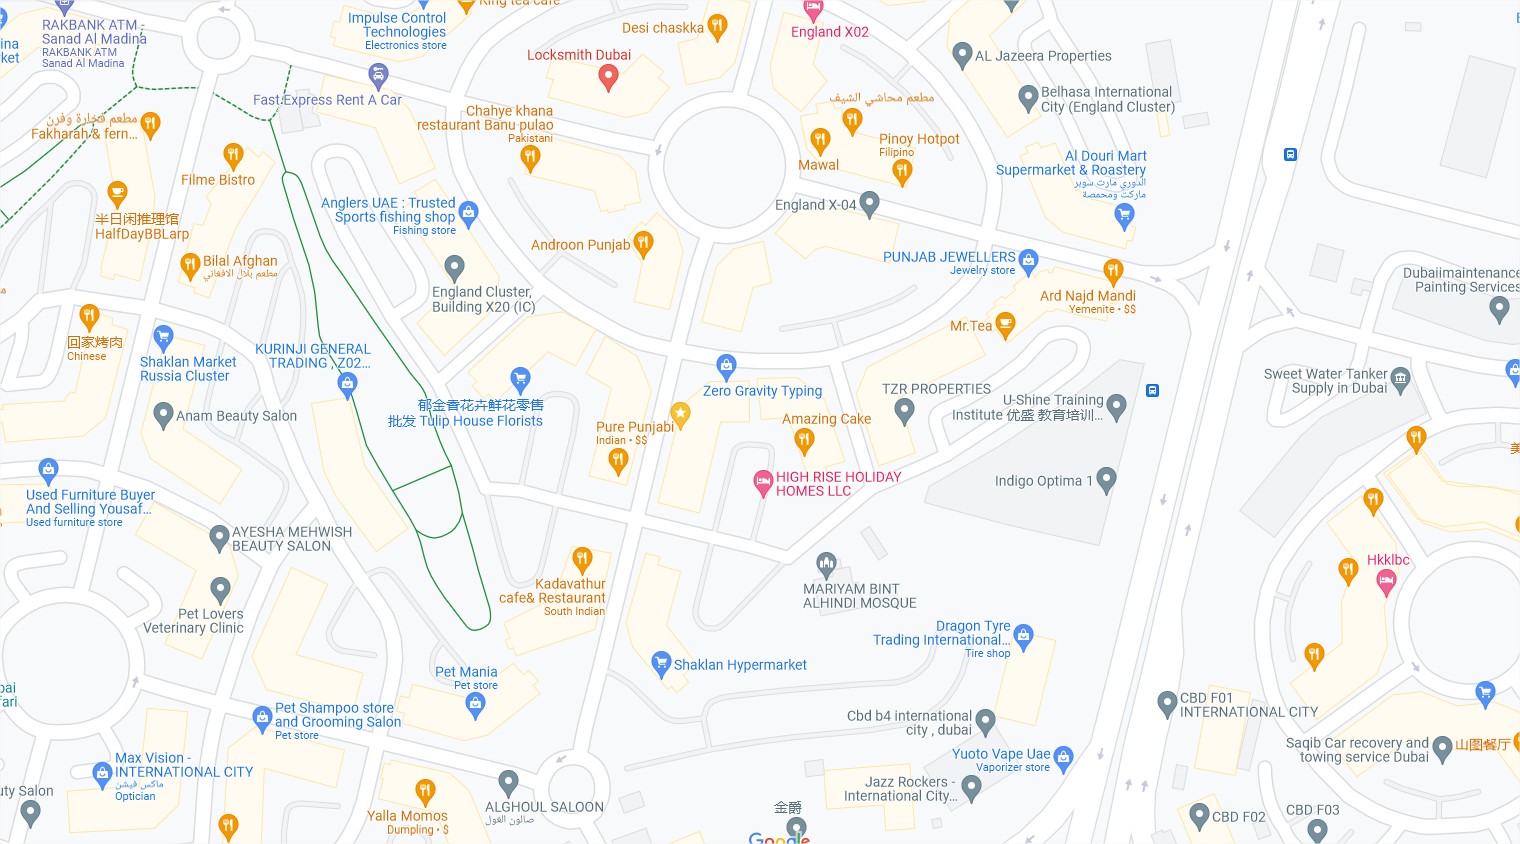 RAKBANK ATM -
Sanad Al Madina
RAKBANK ATM
Sanad Al Madina
Impulse Control
Technologies
Electronics store
King tea cafe
Desi chaskka
England X02
Locksmith Dubai
AL Jazeera Properties
Fast Express Rent A Car
Belhasa International
City (England Cluster)
مطعم محاشي الشيف
Chahye khana
restaurant Banu pulao
Pakistani
مطعم فخارة وفرن
Fakharah & fern...
Pinoy Hotpot
Filipino
Mawal
Al Douri Mart
Supermarket & Roastery
الدوري مارت سوبر
ماركت ومحمصة
Filme Bistro
半日闲推理馆
HalfDayBBLarp
Anglers UAE : Trusted
Sports fishing shop
Fishing store
England X-04
Androon Punjab
Bilal Afghan
مطعم بلال الافغاني
PUNJAB JEWELLERS
Jewelry store
England Cluster,
Building X20 (IC)
Ard Najd Mandi
Yemenite • $$
Dubaiimaintenance
Painting Services
Mr.Tea
回家烤肉
Chinese
Shaklan Market
Russia Cluster
KURINJI GENERAL
TRADING , Z02...
Zero Gravity Typing
TZR PROPERTIES
Sweet Water Tanker
Supply in Dubai
郁金香花卉鲜花零售
批发 Tulip House Florists
U-Shine Training
Institute 优盛 教育培训...
Anam Beauty Salon
Pure Punjabi
Indian • $$
Amazing Cake
HIGH RISE HOLIDAY
HOMES LLC
Indigo Optima 1
Used Furniture Buyer
And Selling Yousaf...
Used furniture store
AYESHA MEHWISH
BEAUTY SALON
Hkklbc
Kadavathur
cafe& Restaurant
South Indian
MARIYAM BINT
ALHINDI MOSQUE
Pet Lovers
Veterinary Clinic
Dragon Tyre
Trading International...
Tire shop
Shaklan Hypermarket
Pet Mania
Pet store
CBD F01
INTERNATIONAL CITY
Pet Shampoo store
and Grooming Salon
Pet store
Cbd b4 international
city , dubai
Saqib Car recovery and
towing service Dubai
山图餐厅
Max Vision -
INTERNATIONAL CITY
ماكس فيشن
Optician
Yuoto Vape Uae
Vaporizer store
Jazz Rockers -
International City...
ALGHOUL SALOON
صالون الغول
Yalla Momos
Dumpling • $
金爵
CBD F02
CBD F03
Google